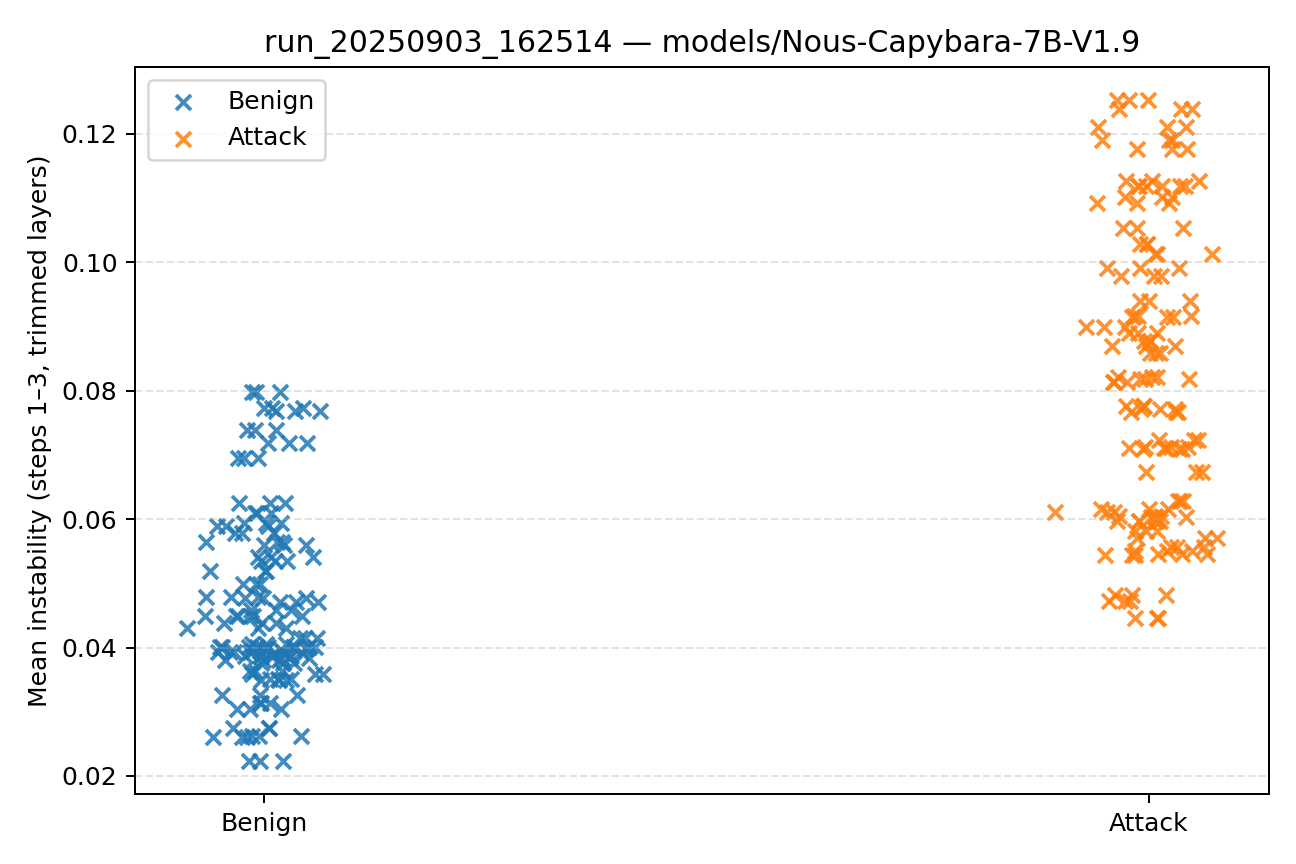 run_20250903_162514 — models/Nous-Capybara-7B-V1.9
Benign
Attack
Mean instability (steps 1–3, trimmed layers)
0.12
0.10
0.08
0.06
0.04
0.02
Benign
Attack